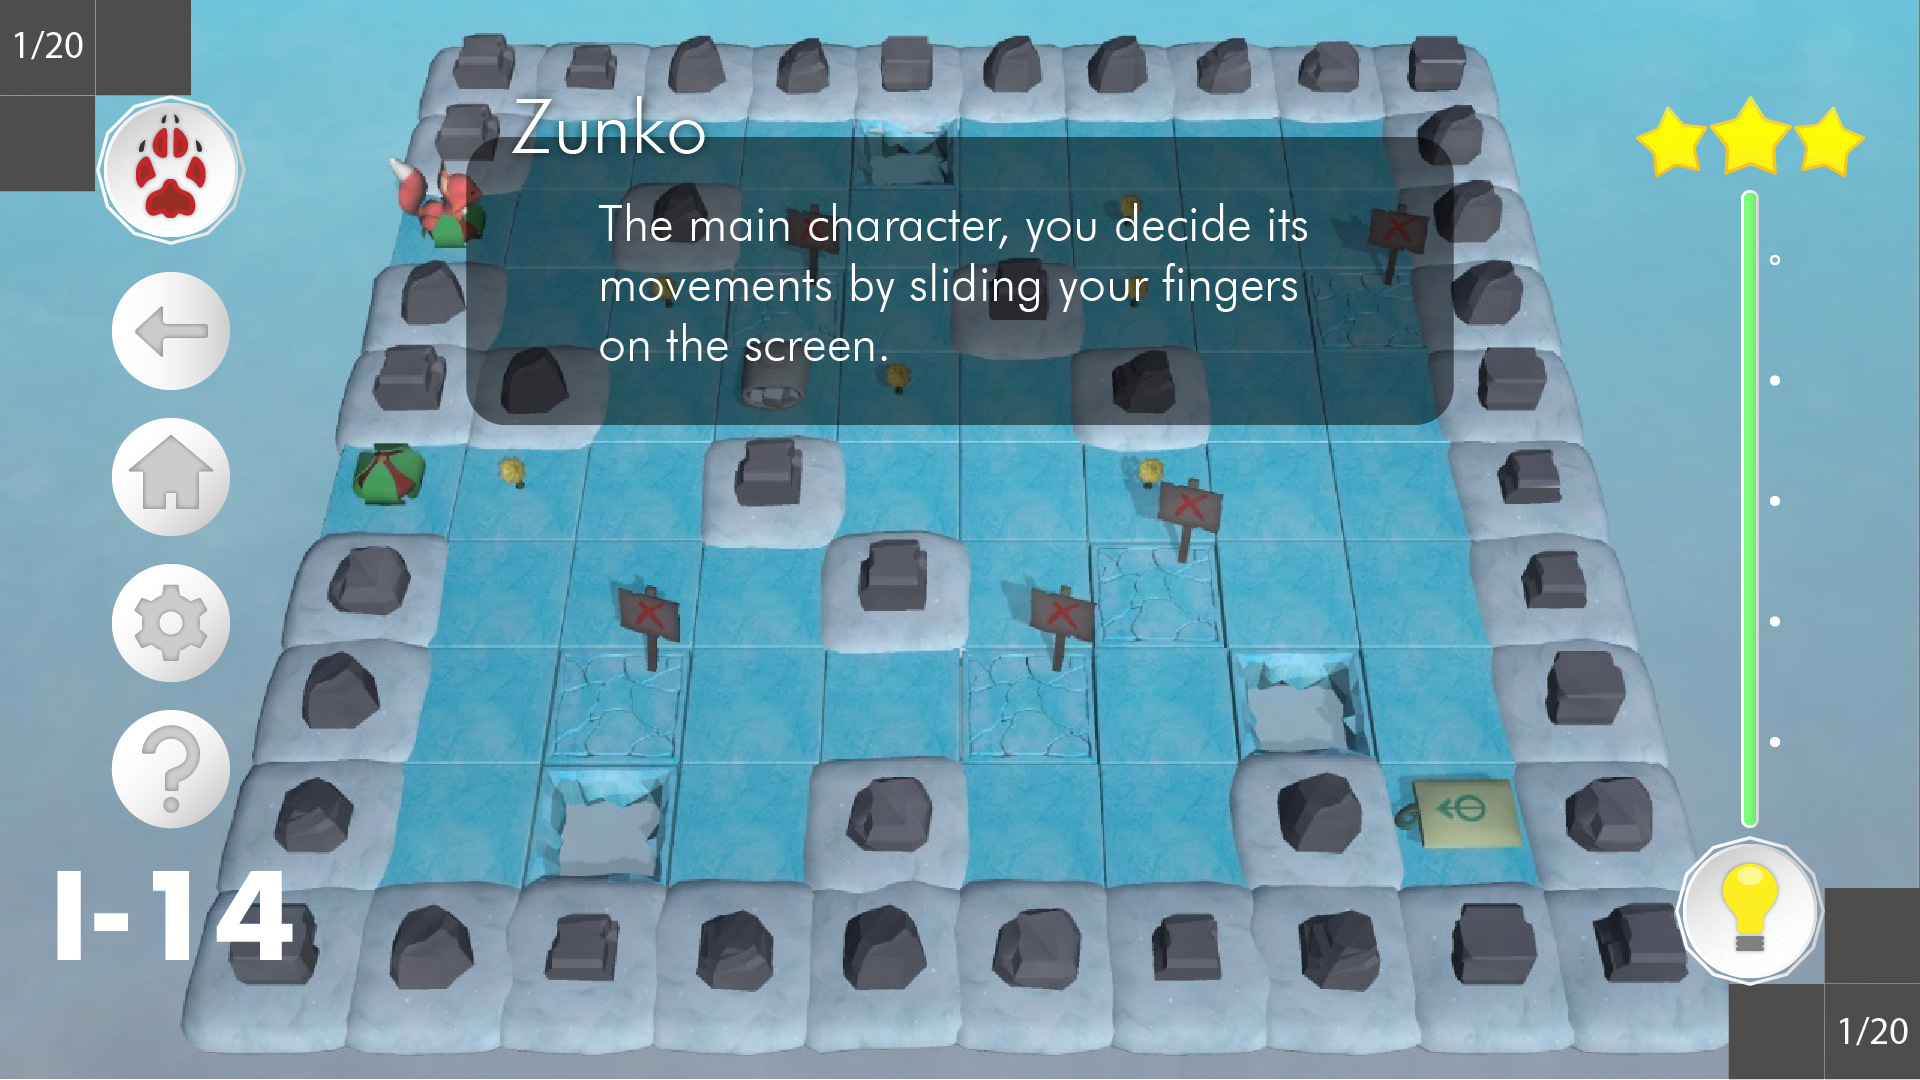 1/20
Zunko
The main character, you decide its
movements by sliding your fingers
on the screen.
I-14
1/20